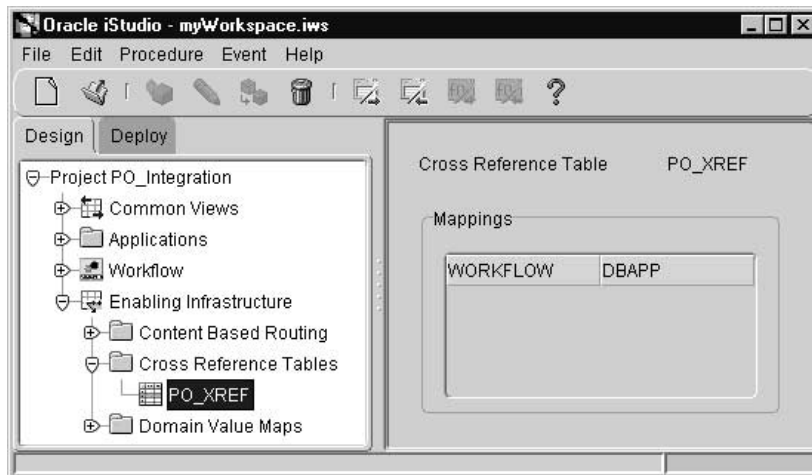 Oracle iStudio - myWorkspace.iws
File Edit Procedure Event Help
Design Deploy
Project PO_Integration
Common Views
Applications
Workflow
Enabling Infrastructure
Content Based Routing
Cross Reference Tables
PO_XREF
Domain Value Maps
Cross Reference Table PO_XREF
Mappings
WORKFLOW DBAPP